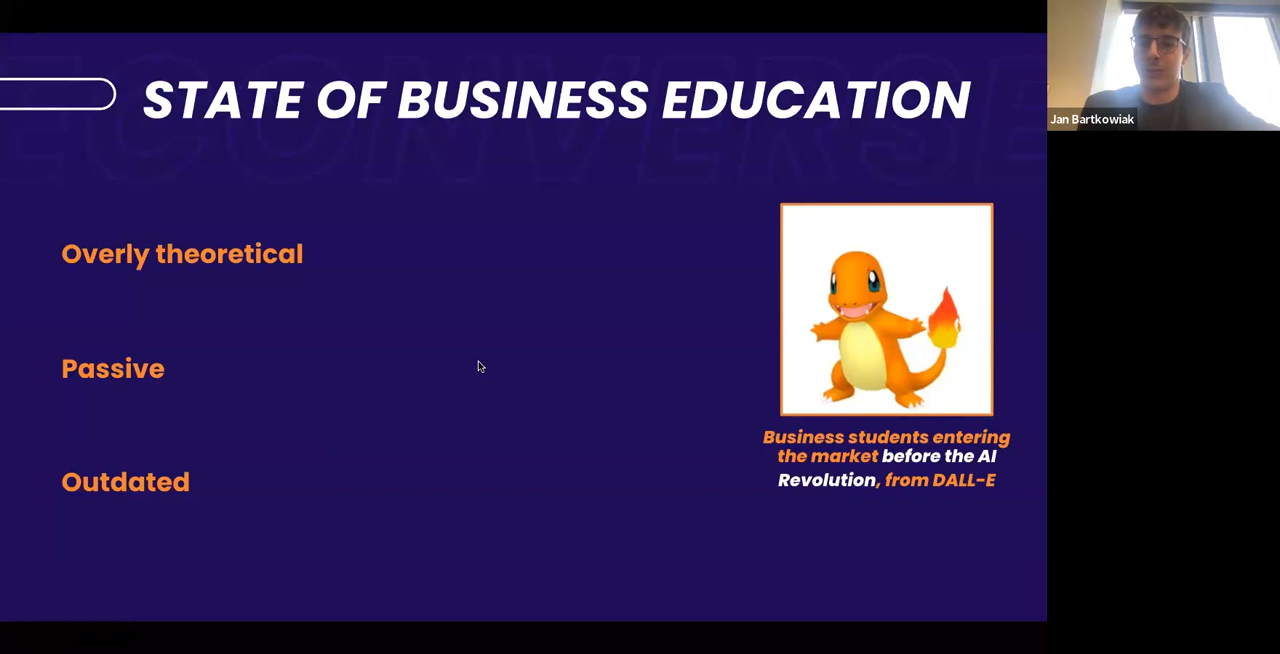 STATE OF BUSINESS EDUCATION
ECONVERSE
Overly theoretical
Passive
Outdated
Business students entering
the market before the AI
Revolution, from DALL-E
Jan Bartkowiak